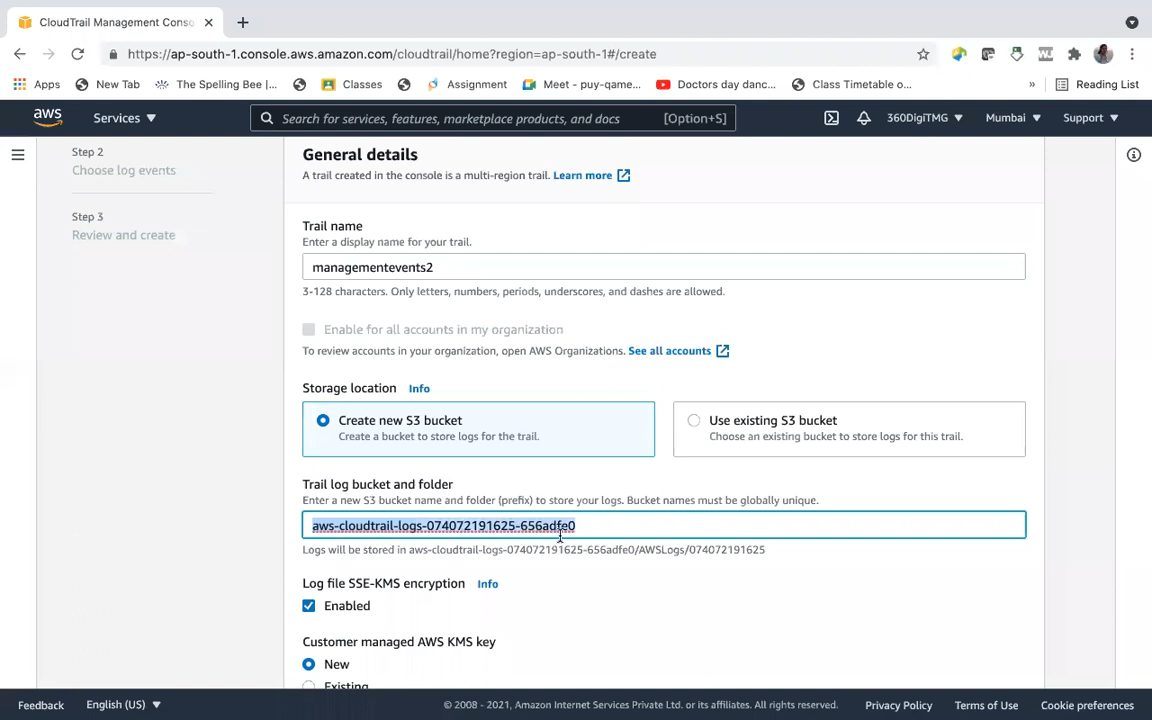 CloudTrail Management Conso
https://ap-south-1.console.aws.amazon.com/cloudtrail/home?region=ap-south-1#/create
Apps
New Tab
The Spelling Bee |...
Classes
Assignment
Meet - puy-game...
Doctors day danc...
Class Timetable o...
»
Reading List
aws
Services
Search for services, features, marketplace products, and docs
[Option+S]
360DigiTMG
Mumbai
Support
Step 2
Choose log events
Step 3
Review and create
General details
A trail created in the console is a multi-region trail. Learn more
Trail name
Enter a display name for your trail.
managementevents2
3-128 characters. Only letters, numbers, periods, underscores, and dashes are allowed.
Enable for all accounts in my organization
To review accounts in your organization, open AWS Organizations. See all accounts
Storage location Info
Create new S3 bucket
Create a bucket to store logs for the trail.
Use existing S3 bucket
Choose an existing bucket to store logs for this trail.
Trail log bucket and folder
Enter a new S3 bucket name and folder (prefix) to store your logs. Bucket names must be globally unique.
aws-cloudtrail-logs-074072191625-656adfe0
Logs will be stored in aws-cloudtrail-logs-074072191625-656adfe0/AWSLogs/074072191625
Log file SSE-KMS encryption Info
Enabled
Customer managed AWS KMS key
New
Existing
Feedback
English (US)
© 2008 - 2021, Amazon Internet Services Private Ltd. or its affiliates. All rights reserved.
Privacy Policy
Terms of Use
Cookie preferences